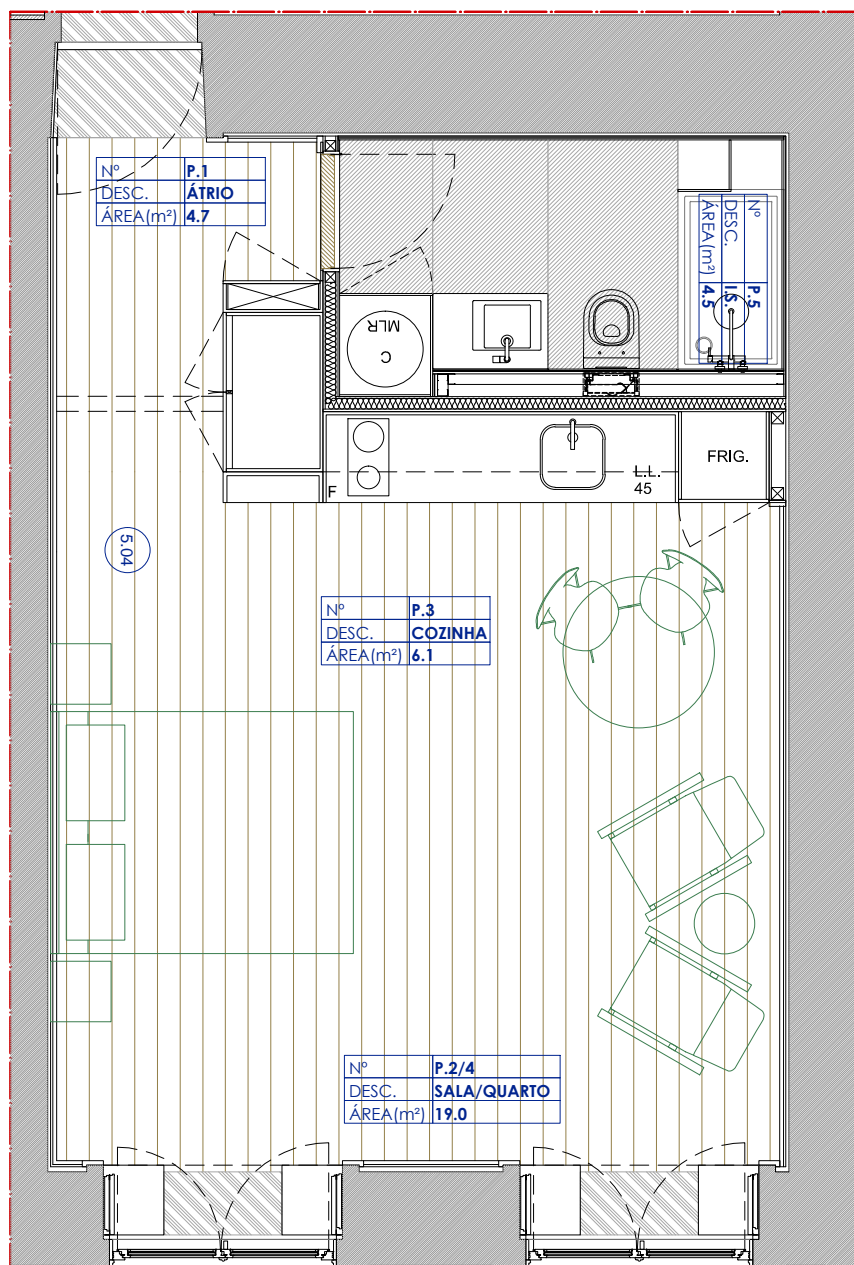 Nº P.1
DESC. ÁTRIO
ÁREA(m²) 4.7
Nº P.5
DESC. I.S.
ÁREA(m²) 4.5
MLR
C
FRIG.
F
L.L.
45
5.04
Nº P.3
DESC. COZINHA
ÁREA(m²) 6.1
Nº P.2/4
DESC. SALA/QUARTO
ÁREA(m²) 19.0